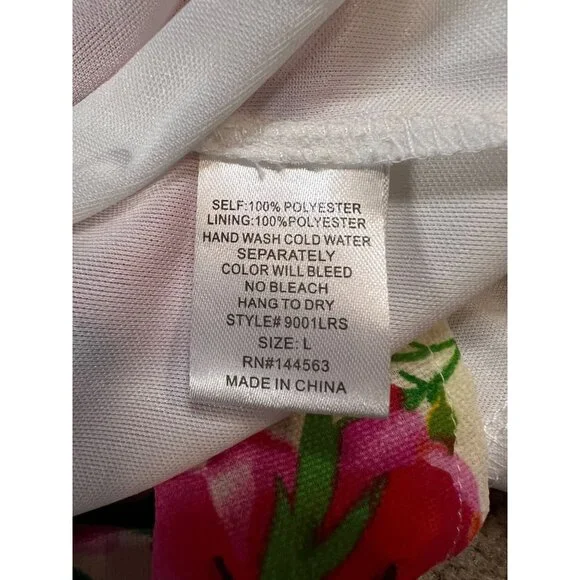 SELF:100% POLYESTER
LINING:100%POLYESTER
HAND WASH COLD WATER
SEPARATELY
COLOR WILL BLEED
NO BLEACH
HANG TO DRY
STYLE# 9001LRS
SIZE: L
RN#144563
MADE IN CHINA